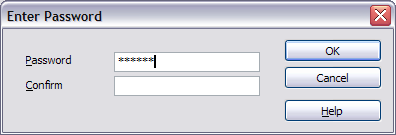 Enter Password
Password ******
OK
Confirm
Cancel
Help